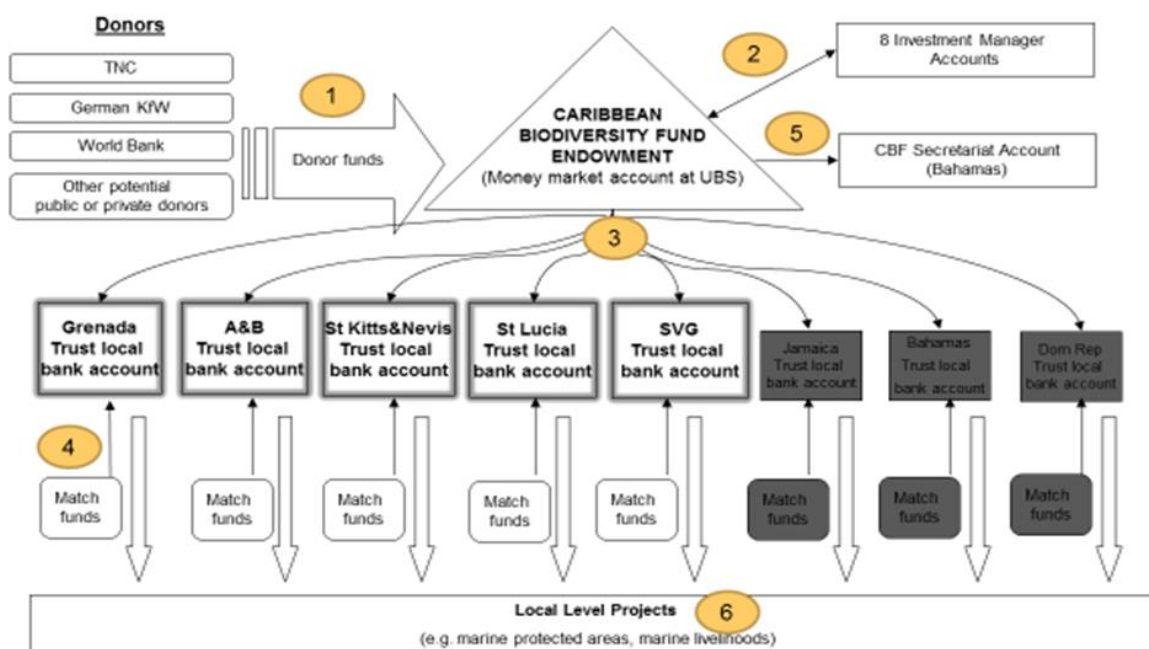 Donors
TNC
German KfW
World Bank
Other potential
public or private donors
1
Donor funds
CARIBBEAN
BIODIVERSITY FUND
ENDOWMENT
(Money market account at UBS)
2
8 Investment Manager
Accounts
5
CBF Secretariat Account
(Bahamas)
3
Grenada
Trust local
bank account
A&B
Trust local
bank account
St Kitts&Nevis
Trust local
bank account
St Lucia
Trust local
bank account
SVG
Trust local
bank account
Jamaica
Trust local
bank account
Bahamas
Trust local
bank account
Dom Rep
Trust local
bank account
4
Match
funds
Match
funds
Match
funds
Match
funds
Match
funds
Match
funds
Match
funds
Match
funds
Local Level Projects
6
(e.g. marine protected areas, marine livelihoods)